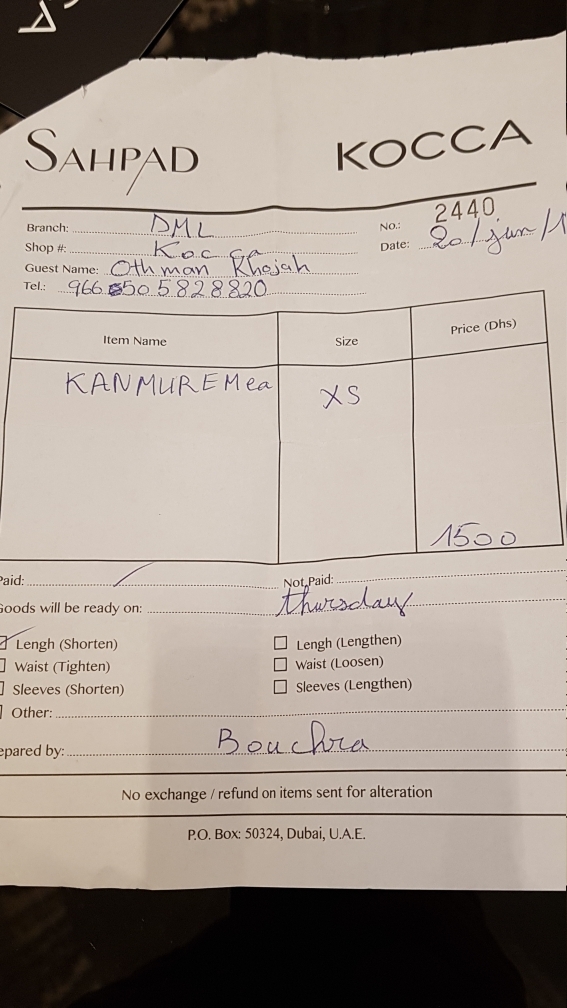 SAHPAD KOCCA
Branch: DML No.: 2440
Shop #: Kocca Date: 20/jun/1
Guest Name: Othman Khojah
Tel.: 966 505828820
Item Name Size Price (Dhs)
KANMUREMea XS
1500
Paid: Not Paid:
Goods will be ready on: thursday
Lengh (Shorten) Lengh (Lengthen)
Waist (Tighten) Waist (Loosen)
Sleeves (Shorten) Sleeves (Lengthen)
Other:
epared by: Bouchra
No exchange / refund on items sent for alteration
P.O. Box: 50324, Dubai, U.A.E.